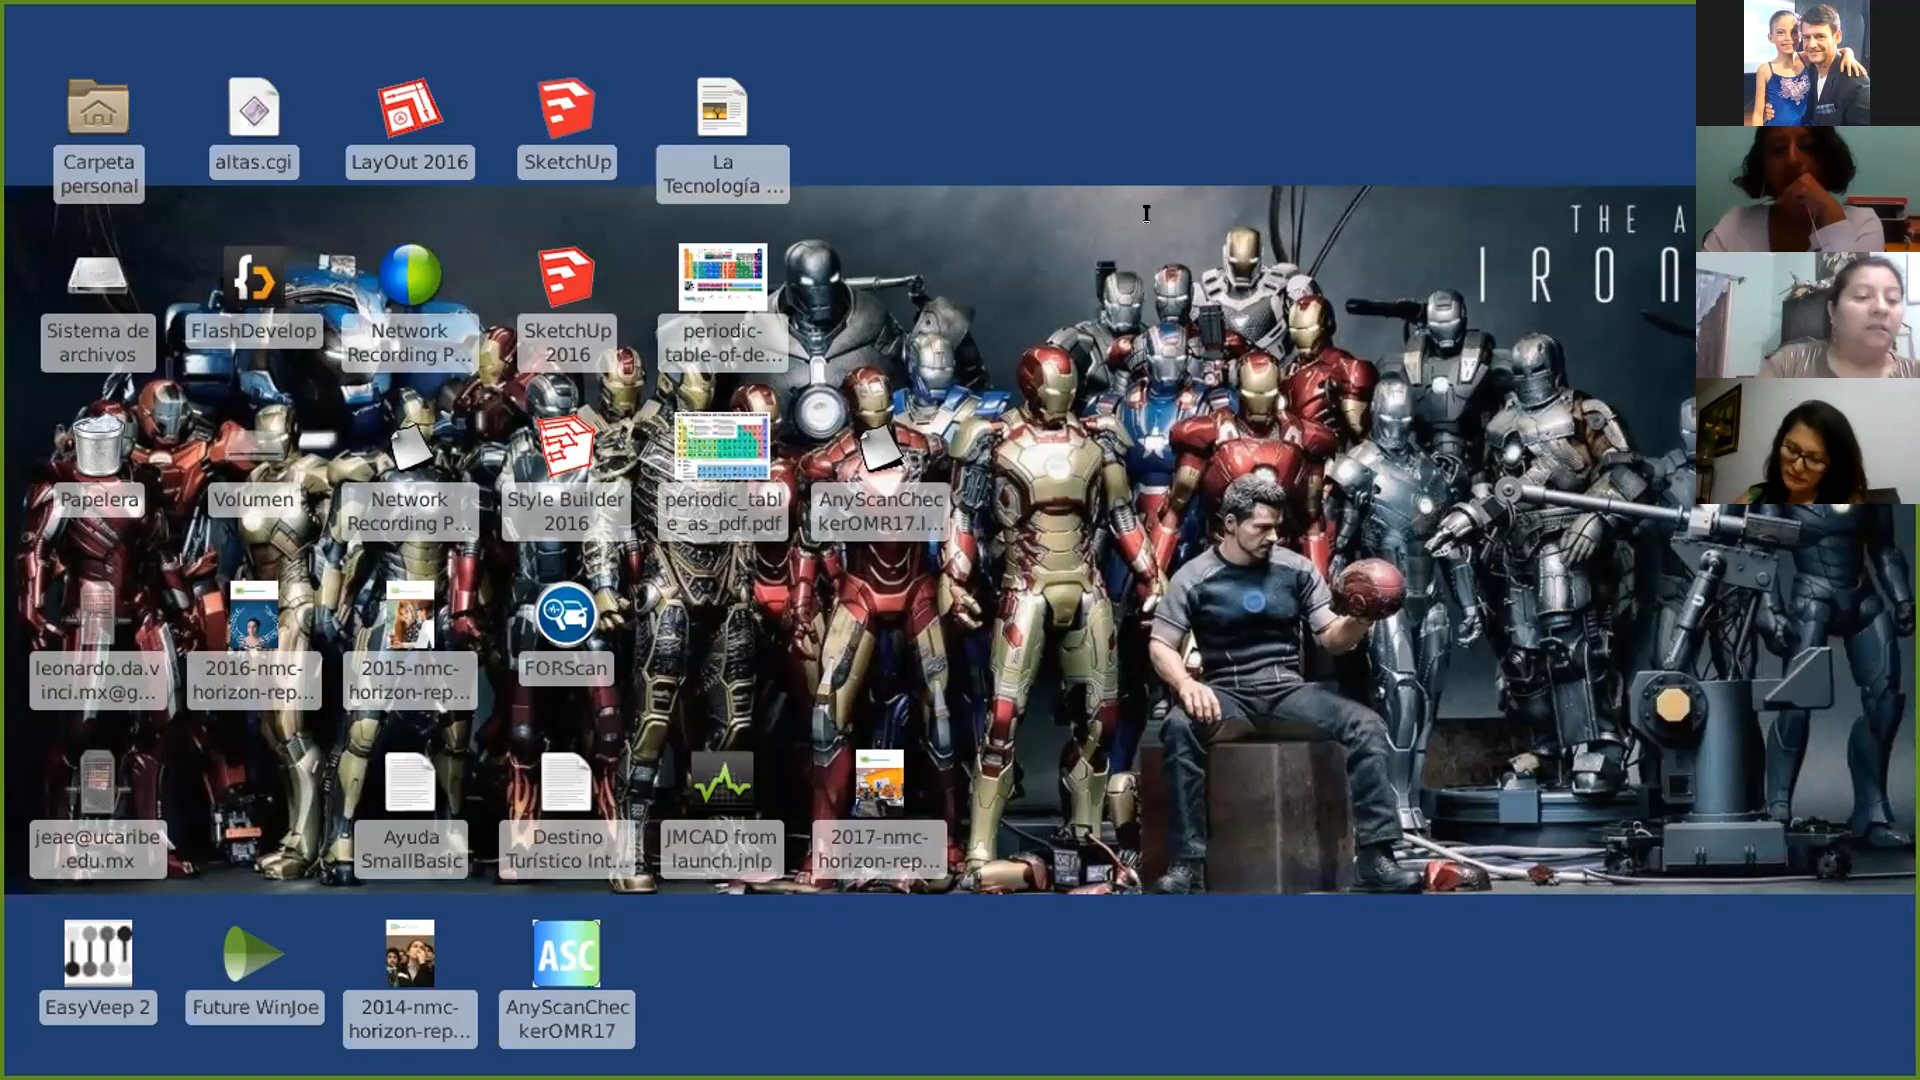 Carpeta
personal
altas.cgi
LayOut 2016
SketchUp
La
Tecnología ...
THE A
IRON
Sistema de
archivos
FlashDevelop
Network
Recording P...
SketchUp
2016
periodic-
table-of-de...
Papelera
Volumen
Network
Recording P...
Style Builder
2016
periodic_tabl
e_as_pdf.pdf
AnyScanChec
kerOMR17.l...
leonardo.da.v
inci.mx@g...
2016-nmc-
horizon-rep...
2015-nmc-
horizon-rep...
FORScan
jeae@ucaribe
.edu.mx
Ayuda
SmallBasic
Destino
Turístico Int...
JMCAD from
launch.jnlp
2017-nmc-
horizon-rep...
EasyVeep 2
Future WinJoe
2014-nmc-
horizon-rep...
ASC
AnyScanChec
kerOMR17